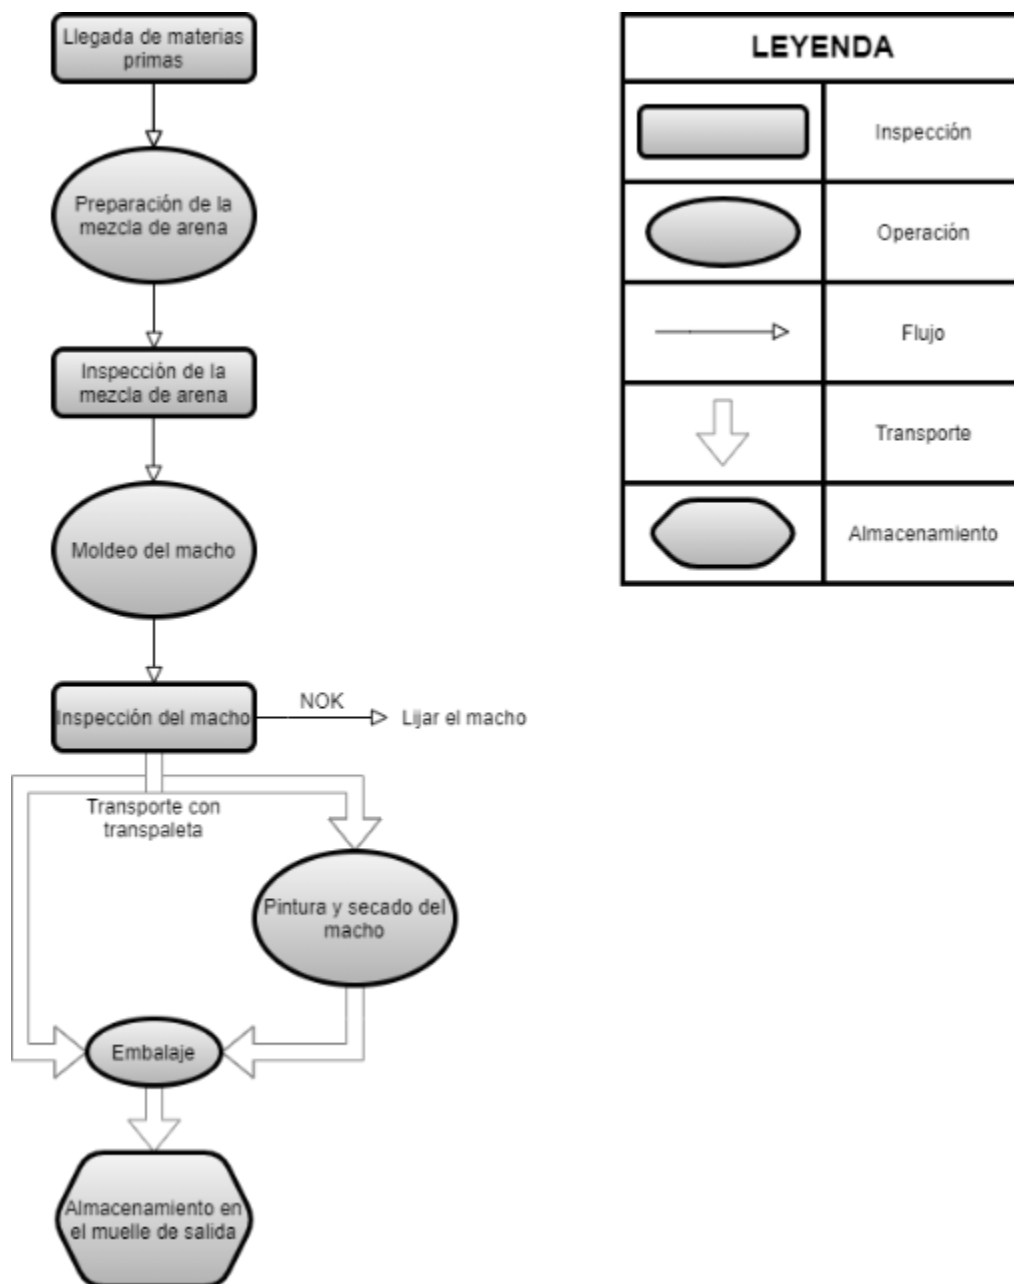 Llegada de materias
primas
Preparación de la
mezcla de arena
Inspección de la
mezcla de arena
Moldeo del macho
Inspección del macho
NOK
Lijar el macho
Transporte con
transpaleta
Pintura y secado del
macho
Embalaje
Almacenamiento en
el muelle de salida
LEYENDA
Inspección
Operación
Flujo
Transporte
Almacenamiento